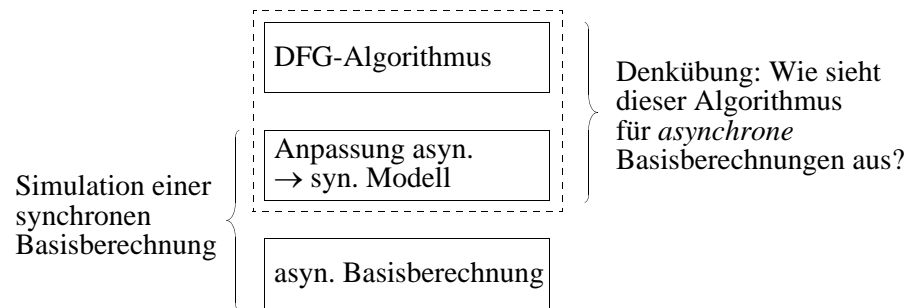 DFG-Algorithmus
Denkübung: Wie sieht
dieser Algorithmus
für asynchrone
Basisberechnungen aus?
Anpassung asyn.
→ syn. Modell
Simulation einer
synchronen
Basisberechnung
asyn. Basisberechnung